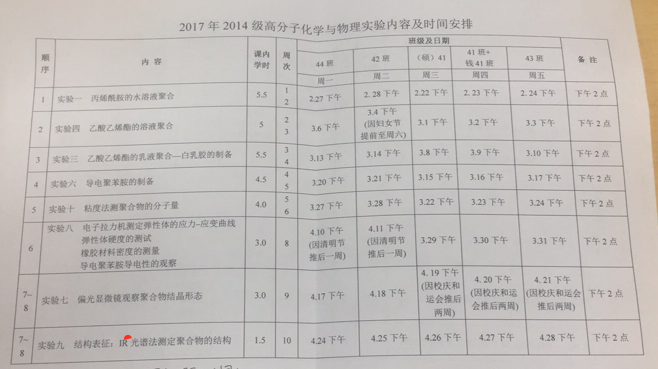 2017 年 2014 级高分子化学与物理实验内容及时间安排
顺序 内 容 课内学时 周次 班级及日期 备 注
44 班 42 班 (硕) 41 41 班+钱 41 班 43 班
周一 周二 周三 周四 周五
1 实验一 丙烯酰胺的水溶液聚合 5.5 1 2 2.27 下午 2. 28 下午 2.22 下午 2. 23 下午 2. 24 下午 下午 2 点
2 实验四 乙酸乙烯酯的溶液聚合 5 2 3 3.6 下午 3.4 下午 (因妇女节提前至周六) 3.1 下午 3.2 下午 3.3 下午 下午 2 点
3 实验三 乙酸乙烯酯的乳液聚合—白乳胶的制备 5.5 3 4 3.13 下午 3.14 下午 3.8 下午 3.9 下午 3.10 下午 下午 2 点
4 实验六 导电聚苯胺的制备 4.5 4 5 3.20 下午 3.21 下午 3.15 下午 3.16 下午 3.17 下午 下午 2 点
5 实验十 粘度法测聚合物的分子量 4.0 5 6 3.27 下午 3.28 下午 3.22 下午 3.23 下午 3.24 下午 下午 2 点
6 实验八 电子拉力机测定弹性体的应力-应变曲线
弹性体硬度的测试
橡胶材料密度的测量
导电聚苯胺导电性的观察
3.0 8 4.10 下午 (因清明节推后一周) 4.11 下午 (因清明节推后一周) 3.29 下午 3.30 下午 3.31 下午 下午 2 点
7~8 实验七 偏光显微镜观察聚合物结晶形态 3.0 9 4.17 下午 4.18 下午 4. 19 下午 (因校庆和运会推后两周) 4. 20 下午 (因校庆和运会推后两周) 4. 21 下午 (因校庆和运会推后两周) 下午 2 点
7~8 实验九 结构表征：IR 光谱法测定聚合物的结构 1.5 10 4.24 下午 4.25 下午 4.26 下午 4.27 下午 4.28 下午 下午 2 点